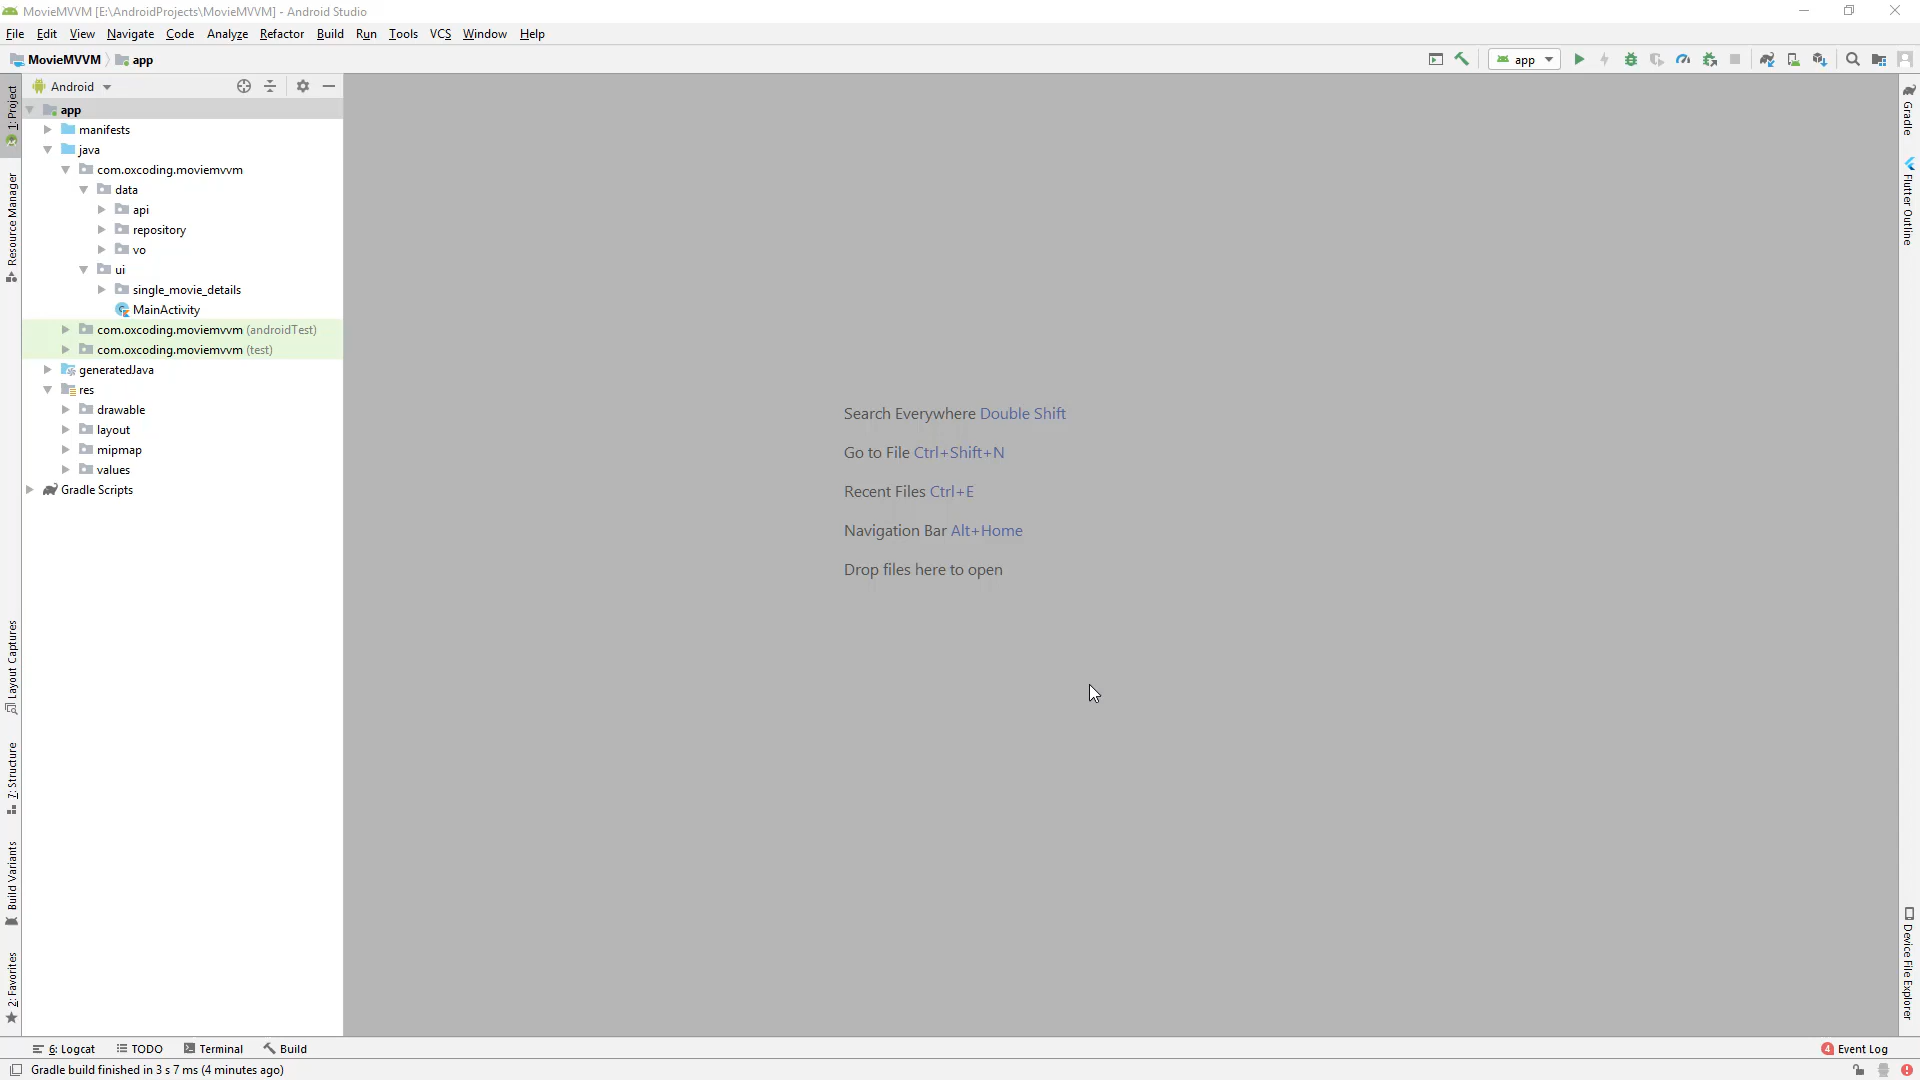 MovieMVVM [E:\AndroidProjects\MovieMVVM] - Android Studio
File Edit View Navigate Code Analyze Refactor Build Run Tools VCS Window Help
MovieMVVM app
app
Android
1: Project
Resource Manager
Layout Captures
7: Structure
Build Variants
2: Favorites
app
manifests
java
com.oxcoding.moviemvvm
data
api
repository
vo
ui
single_movie_details
MainActivity
com.oxcoding.moviemvvm (androidTest)
com.oxcoding.moviemvvm (test)
generatedJava
res
drawable
layout
mipmap
values
Gradle Scripts
Search Everywhere Double Shift
Go to File Ctrl+Shift+N
Recent Files Ctrl+E
Navigation Bar Alt+Home
Drop files here to open
Gradle
Flutter Outline
Device File Explorer
6: Logcat TODO Terminal Build
4 Event Log
Gradle build finished in 3 s 7 ms (4 minutes ago)